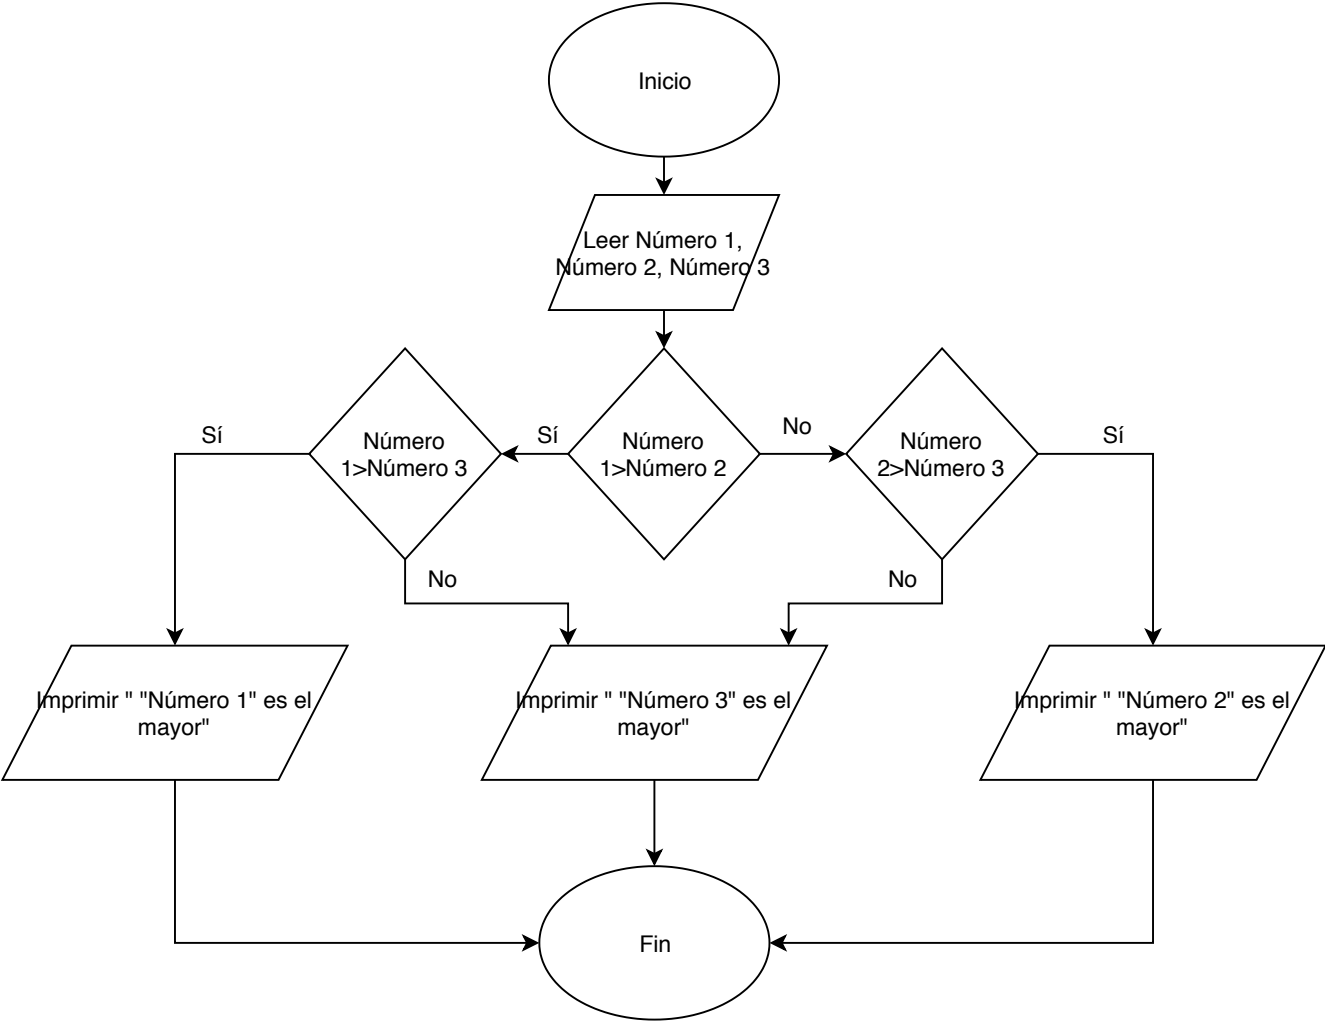 Inicio
Leer Número 1,
Número 2, Número 3
Número
1>Número 3
Número
1>Número 2
Número
2>Número 3
Sí
Sí
No
Sí
No
No
Imprimir " "Número 1" es el
mayor"
Imprimir " "Número 3" es el
mayor"
Imprimir " "Número 2" es el
mayor"
Fin